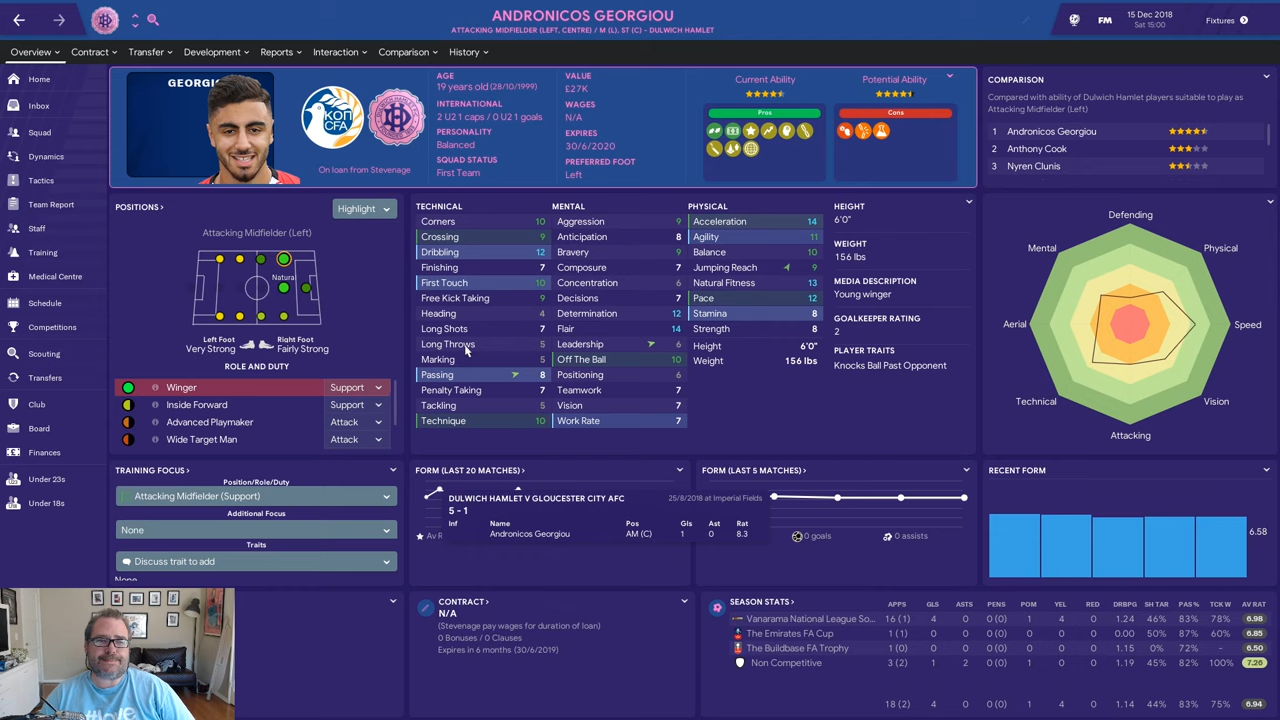 ANDRONICOS GEORGIOU
ATTACKING MIDFIELDER (LEFT, CENTRE) / M (L), ST (C) - DULWICH HAMLET
FM
15 Dec 2018
Sat 15:00
Fixtures
Overview Contract Transfer Development Reports Interaction Comparison History
Home
Inbox
Squad
Dynamics
Tactics
Team Report
Staff
Training
Medical Centre
Schedule
Competitions
Scouting
Transfers
Club
Board
Finances
Under 23s
Under 18s
GEORGI
KOП
CFA
On loan from Stevenage
AGE
19 years old (28/10/1999)
INTERNATIONAL
2 U21 caps / 0 U21 goals
PERSONALITY
Balanced
SQUAD STATUS
First Team
VALUE
£27K
WAGES
N/A
EXPIRES
30/6/2020
PREFERRED FOOT
Left
Current Ability
Pros
Potential Ability
Cons
COMPARISON
Compared with ability of Dulwich Hamlet players suitable to play as
Attacking Midfielder (Left)
1 Andronicos Georgiou
2 Anthony Cook
3 Nyren Clunis
POSITIONS
Highlight
Attacking Midfielder (Left)
Natural
Left Foot
Very Strong
Right Foot
Fairly Strong
ROLE AND DUTY
Winger Support
Inside Forward Support
Advanced Playmaker Attack
Wide Target Man Attack
TECHNICAL
Corners 10
Crossing 9
Dribbling 12
Finishing 7
First Touch 10
Free Kick Taking 9
Heading 4
Long Shots 7
Long Throws 5
Marking 5
Passing 8
Penalty Taking 7
Tackling 5
Technique 10
MENTAL
Aggression 9
Anticipation 8
Bravery 9
Composure 7
Concentration 6
Decisions 7
Determination 12
Flair 14
Leadership 6
Off The Ball 10
Positioning 6
Teamwork 7
Vision 7
Work Rate 7
PHYSICAL
Acceleration 14
Agility 11
Balance 10
Jumping Reach 9
Natural Fitness 13
Pace 12
Stamina 8
Strength 8
Height 6'0"
Weight 156 lbs
HEIGHT
6'0"
WEIGHT
156 lbs
MEDIA DESCRIPTION
Young winger
GOALKEEPER RATING
2
PLAYER TRAITS
Knocks Ball Past Opponent
Defending
Physical
Speed
Vision
Attacking
Technical
Aerial
Mental
TRAINING FOCUS
Position/Role/Duty
Attacking Midfielder (Support)
Additional Focus
None
Traits
Discuss trait to add
None
FORM (LAST 20 MATCHES)
Av R
DULWICH HAMLET V GLOUCESTER CITY AFC 25/8/2018 at Imperial Fields
5 - 1
Inf Name Pos Gls Ast Rat
Andronicos Georgiou AM (C) 1 0 8.3
FORM (LAST 5 MATCHES)
0 goals
0 assists
RECENT FORM
6.58
CONTRACT
N/A
(Stevenage pay wages for duration of loan)
0 Bonuses / 0 Clauses
Expires in 6 months (30/6/2019)
SEASON STATS APPS GLS ASTS PENS POM YEL RED DRBPG SH TAR PAS% TCK W AV RAT
Vanarama National League So... 16 (1) 4 0 0 (0) 1 4 0 1.24 46% 83% 78% 6.98
The Emirates FA Cup 1 (1) 0 0 0 (0) 0 0 0 0.00 50% 87% 60% 6.85
The Buildbase FA Trophy 1 (0) 0 0 0 (0) 0 0 0 1.15 0% 72% - 6.50
Non Competitive 3 (2) 1 2 0 (0) 1 0 0 1.19 45% 82% 100% 7.26
18 (2) 4 0 0 (0) 1 4 0 1.14 44% 83% 75% 6.94